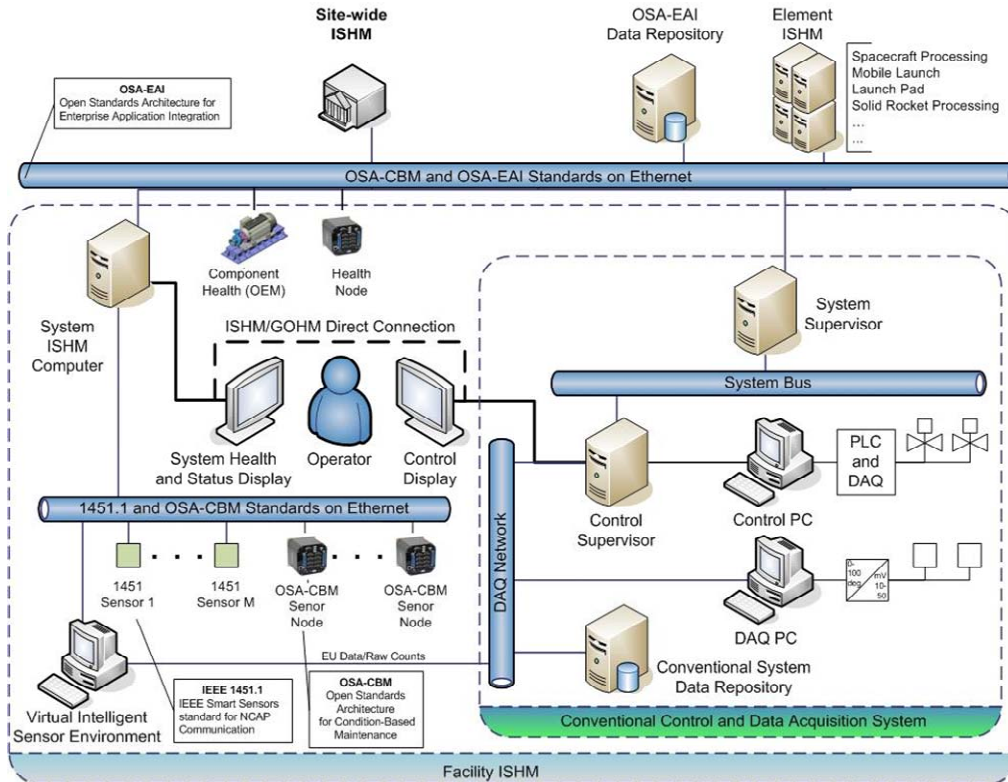 Site-wide
ISHM
OSA-EAI
Data Repository
Element
ISHM
Spacecraft Processing
Mobile Launch
Launch Pad
Solid Rocket Processing
...
...
OSA-EAI
Open Standards Architecture for
Enterprise Application Integration
OSA-CBM and OSA-EAI Standards on Ethernet
Component
Health (OEM)
Health
Node
System
ISHM
Computer
ISHM/GOHM Direct Connection
System
Supervisor
System Bus
System Health
and Status Display
Operator
Control
Display
Control
Supervisor
Control PC
PLC
and
DAQ
1451.1 and OSA-CBM Standards on Ethernet
DAQ Network
1451
Sensor 1
1451
Sensor M
OSA-CBM
Senor
Node
OSA-CBM
Senor
Node
0-
100
deg
mV
10-
50
DAQ PC
EU Data/Raw Counts
Virtual Intelligent
Sensor Environment
IEEE 1451.1
IEEE Smart Sensors
standard for NCAP
Communication
OSA-CBM
Open Standards
Architecture
for Condition-Based
Maintenance
Conventional System
Data Repository
Conventional Control and Data Acquisition System
Facility ISHM